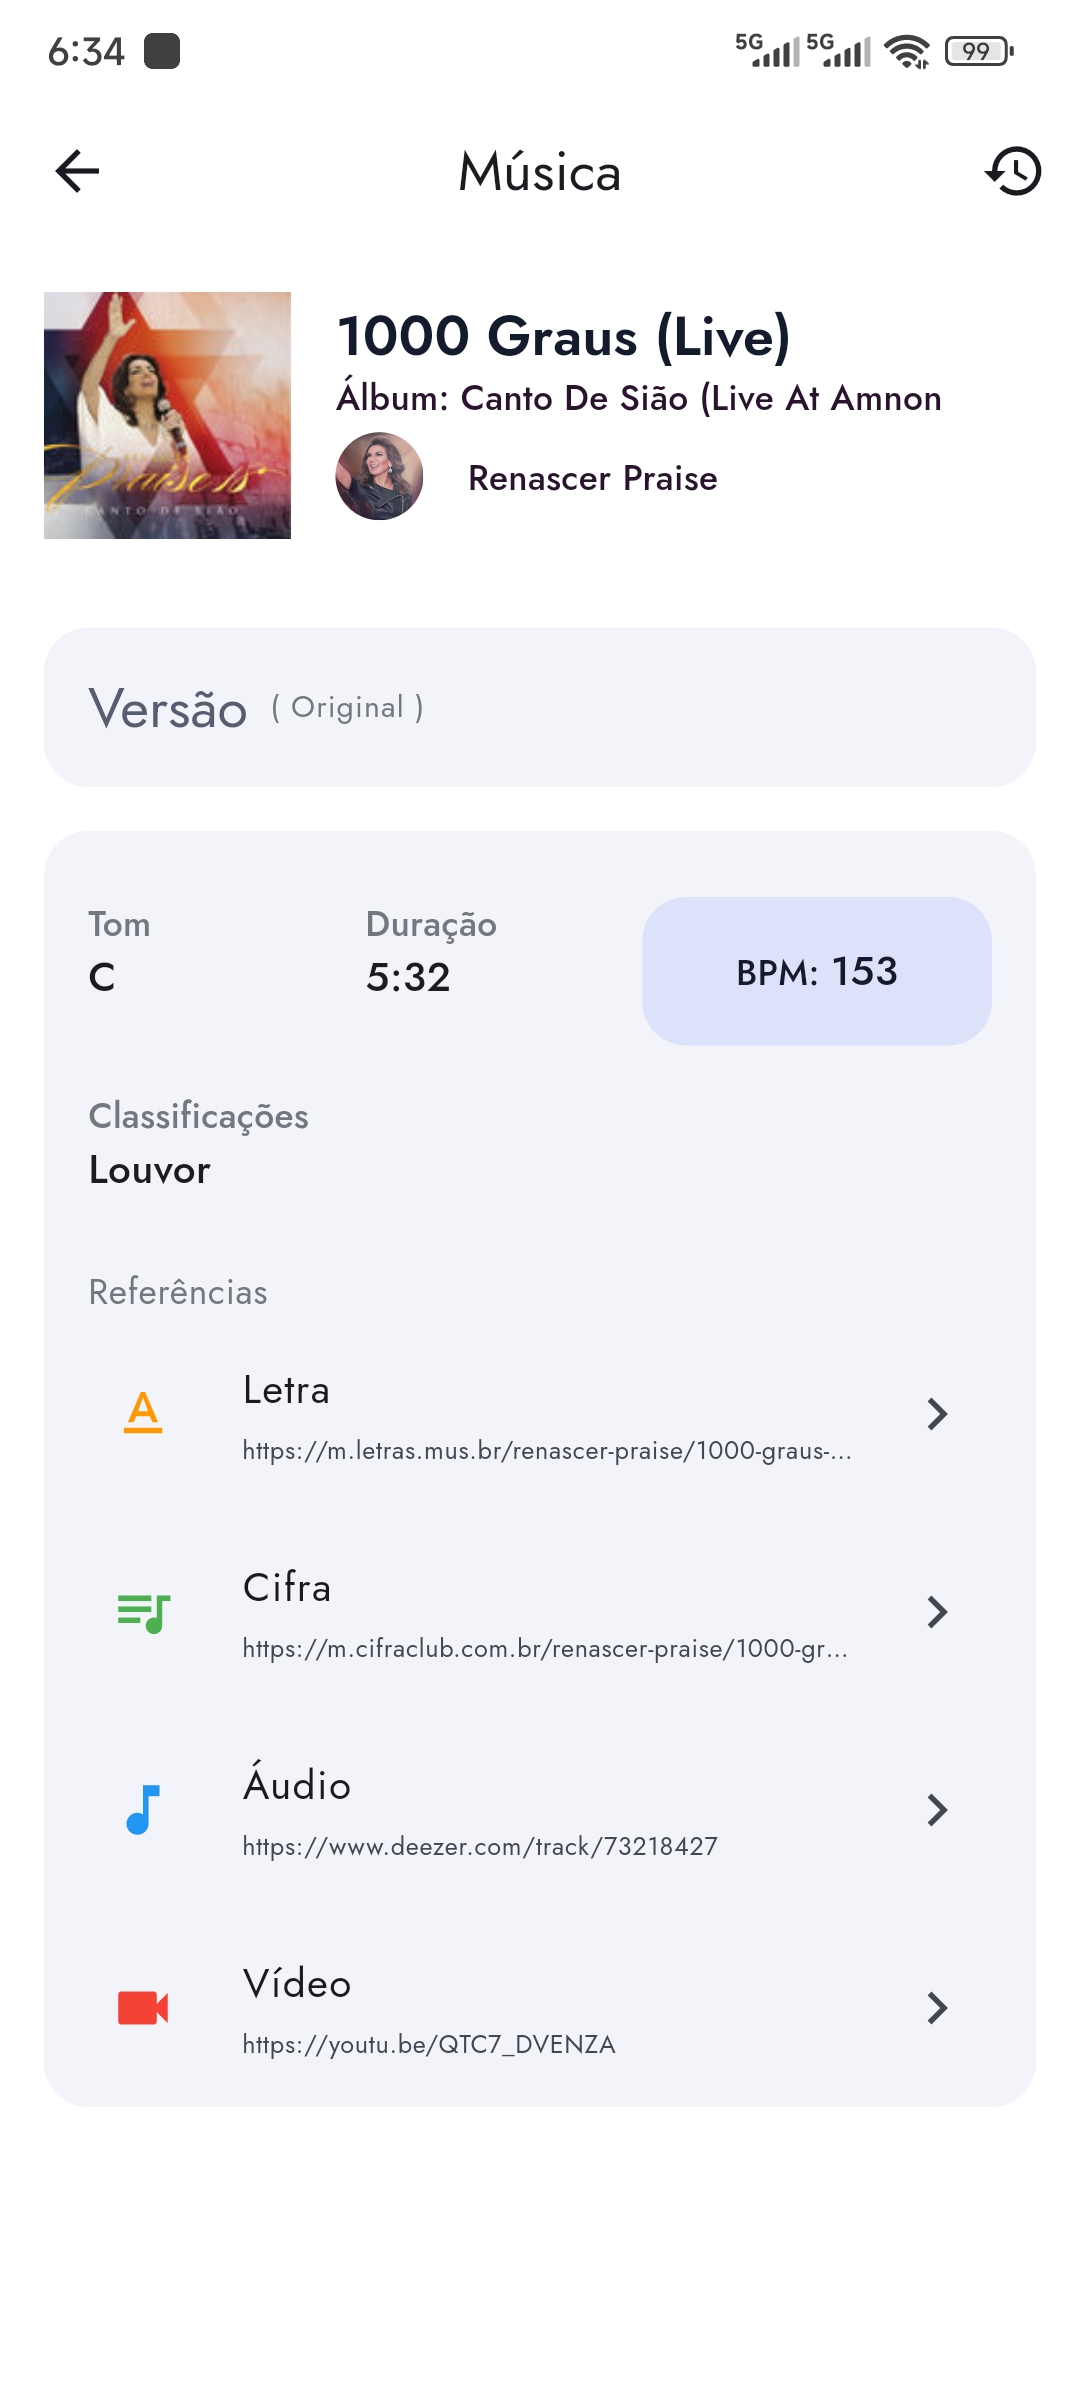 6:34
5G 5G 99
Música
1000 Graus (Live)
Álbum: Canto De Sião (Live At Amnon
Renascer Praise
Praise 18
CANTO DE SIÃO
Versão ( Original )
Tom
C
Duração
5:32
BPM: 153
Classificações
Louvor
Referências
A
Letra
https://m.letras.mus.br/renascer-praise/1000-graus-...
Cifra
https://m.cifraclub.com.br/renascer-praise/1000-gr...
Áudio
https://www.deezer.com/track/73218427
Vídeo
https://youtu.be/QTC7_DVENZA